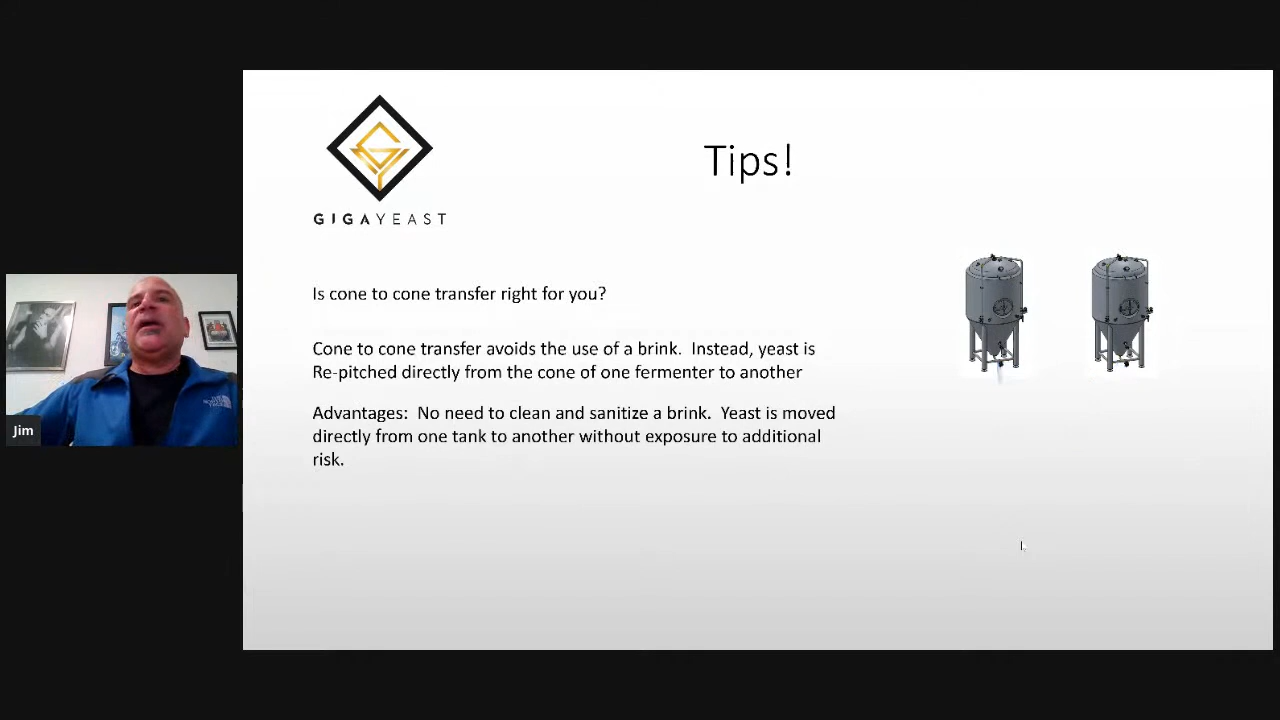 GIGAYEAST
Tips!
Is cone to cone transfer right for you?
Cone to cone transfer avoids the use of a brink.  Instead, yeast is
Re-pitched directly from the cone of one fermenter to another
Advantages:  No need to clean and sanitize a brink.  Yeast is moved
directly from one tank to another without exposure to additional
risk.
Jim